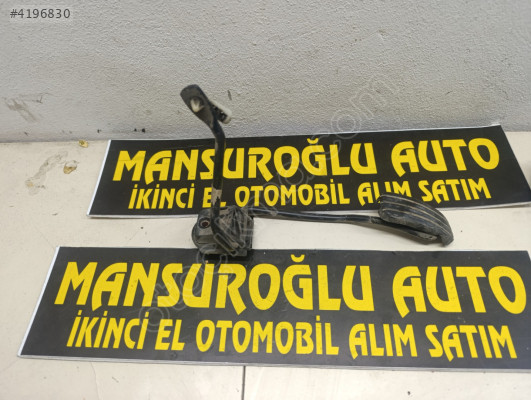 #4196830
MANSUROĞLU AUTO
İKİNCİ EL OTOMOBİL ALIM SATIM
MANSUROĞLU AUTO
İKİNCİ EL OTOMOBİL ALIM SATIM